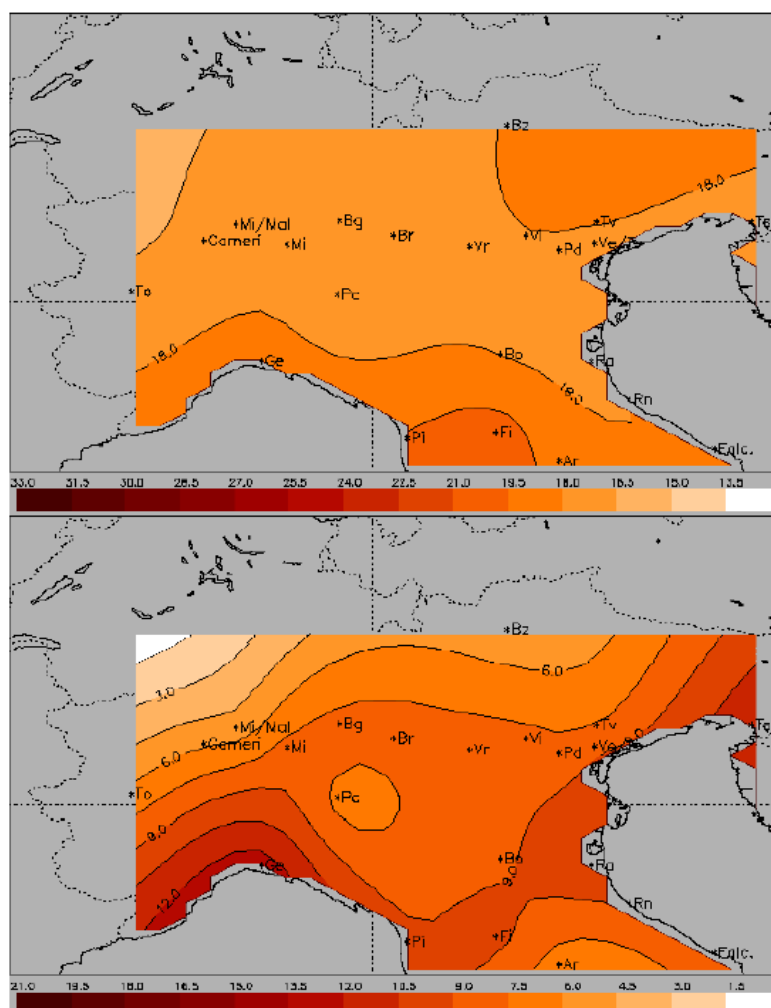 *Bz
18.0
*Mi/Mal *Bg *Tv *Ts
*Cameri *Mi *Br *Vr *Vi *Pd *Ve
*To *Pc
18.0 *Ge *Bo *Ra
18.0 *Rn
*Pi *Fi *Falc.
*Ar
33.0 31.5 30.0 28.5 27.0 25.5 24.0 22.5 21.0 19.5 18.0 16.5 15.0 13.5
*Bz
3.0 6.0
*Mi/Mal *Bg *Tv
6.0 *Cameri *Mi *Br *Vr *Vi *Pd *Ve 9.0
*To *Pc
9.0 *Ge *Bo *Ra
12.0 9.0 *Rn
*Pi *Fi *Falc.
*Ar
21.0 19.5 18.0 16.5 15.0 13.5 12.0 10.5 9.0 7.5 6.0 4.5 3.0 1.5